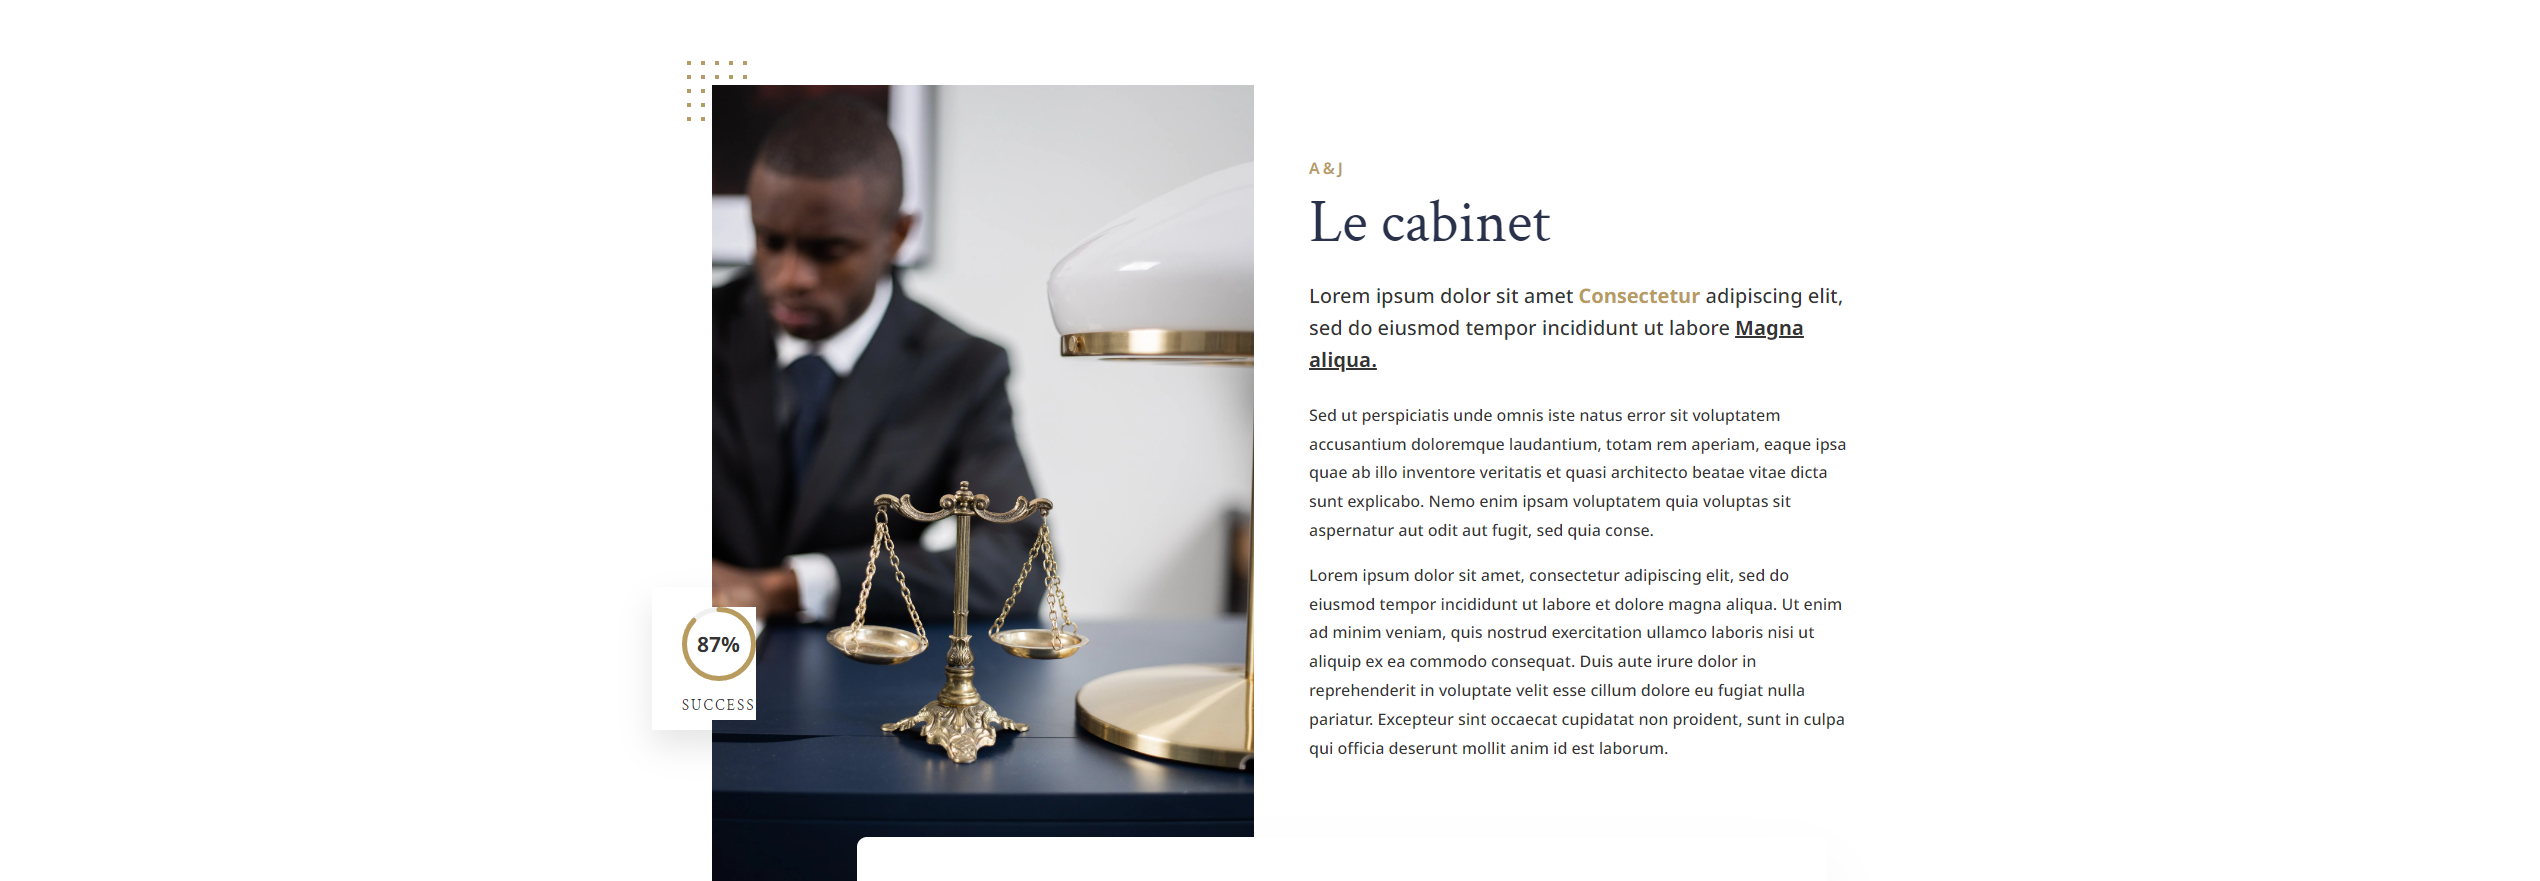 A & J
Le cabinet
Lorem ipsum dolor sit amet Consectetur adipiscing elit,
sed do eiusmod tempor incididunt ut labore Magna
aliqua.
Sed ut perspiciatis unde omnis iste natus error sit voluptatem
accusantium doloremque laudantium, totam rem aperiam, eaque ipsa
quae ab illo inventore veritatis et quasi architecto beatae vitae dicta
sunt explicabo. Nemo enim ipsam voluptatem quia voluptas sit
aspernatur aut odit aut fugit, sed quia conse.
Lorem ipsum dolor sit amet, consectetur adipiscing elit, sed do
eiusmod tempor incididunt ut labore et dolore magna aliqua. Ut enim
ad minim veniam, quis nostrud exercitation ullamco laboris nisi ut
aliquip ex ea commodo consequat. Duis aute irure dolor in
reprehenderit in voluptate velit esse cillum dolore eu fugiat nulla
pariatur. Excepteur sint occaecat cupidatat non proident, sunt in culpa
qui officia deserunt mollit anim id est laborum.
87%
SUCCESS